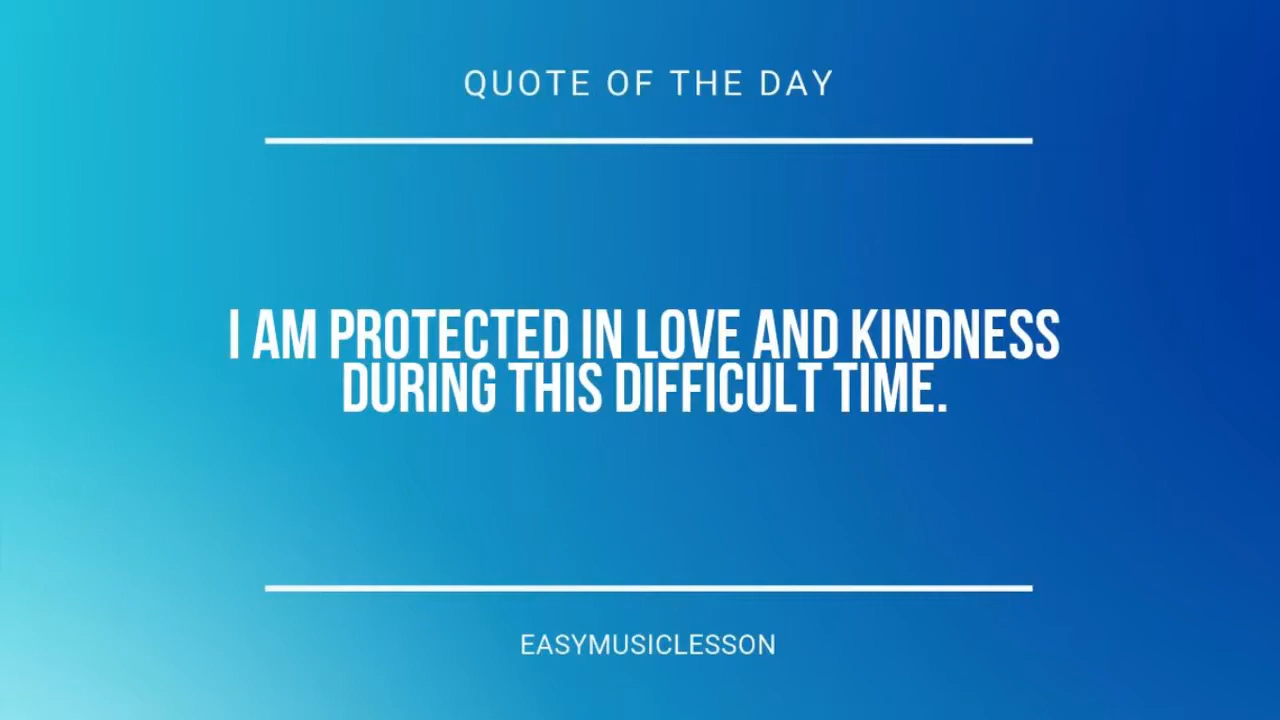 QUOTE OF THE DAY
I AM PROTECTED IN LOVE AND KINDNESS
DURING THIS DIFFICULT TIME.
EASYMUSICLESSON